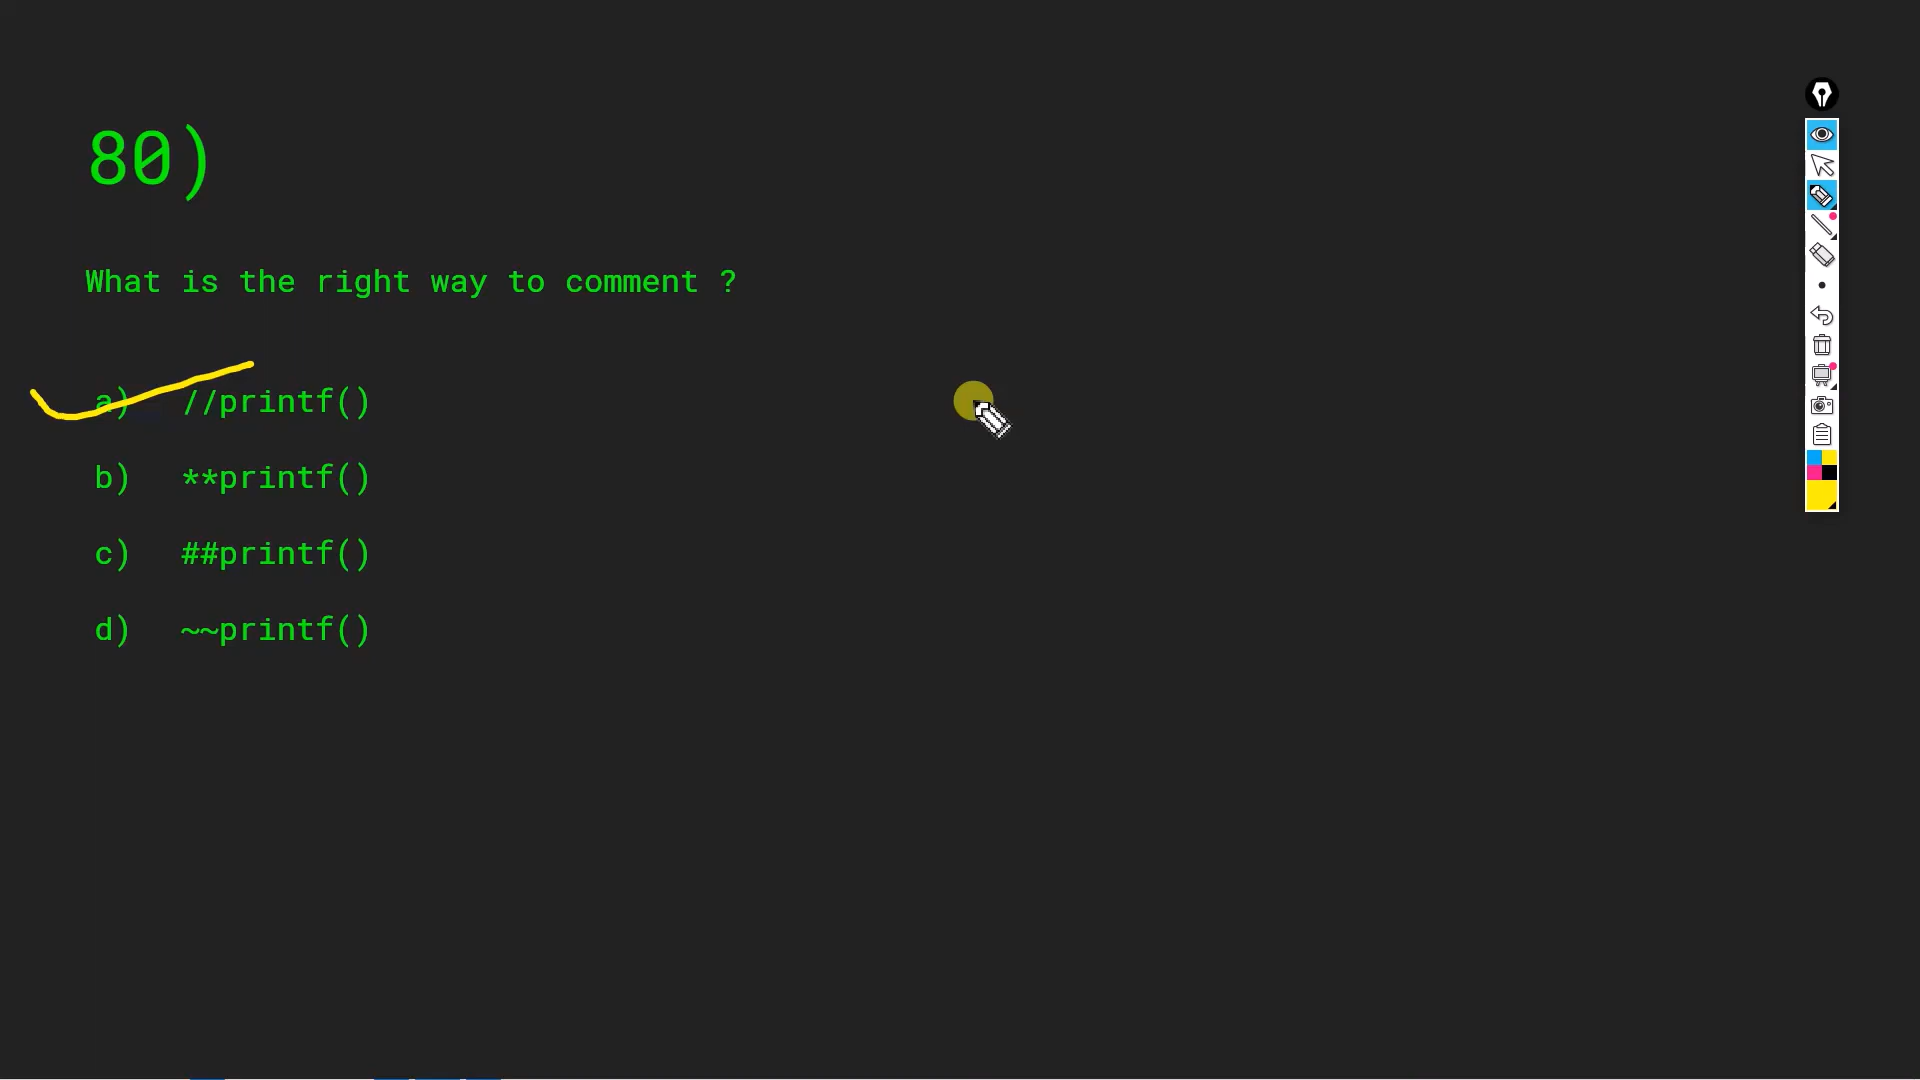 80)
What is the right way to comment ?
a) //printf()
b) **printf()
c) ##printf()
d) ~~printf()